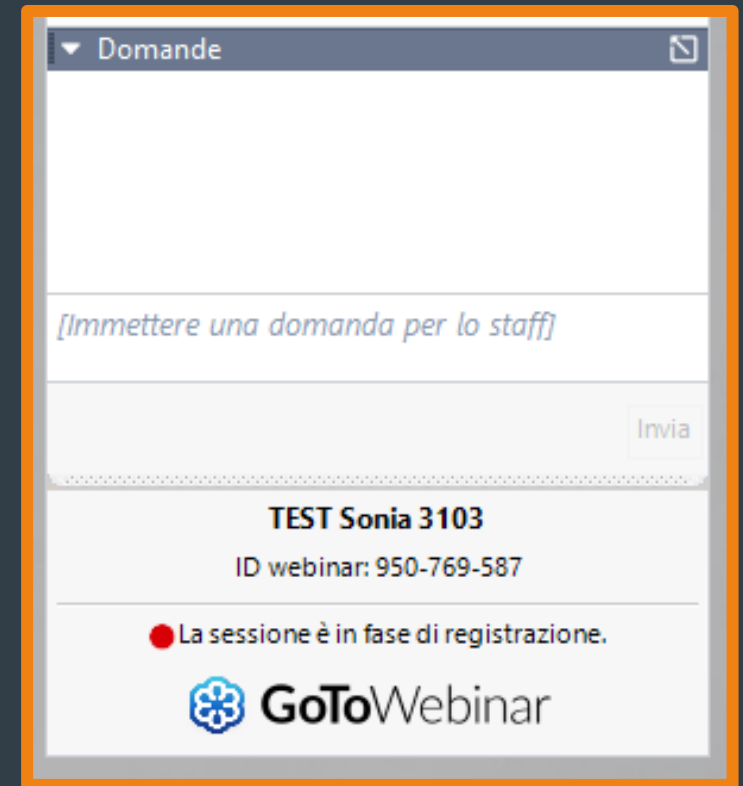 Domande
[Immettere una domanda per lo staff]
Invia
TEST Sonia 3103
ID webinar: 950-769-587
La sessione è in fase di registrazione.
GoToWebinar